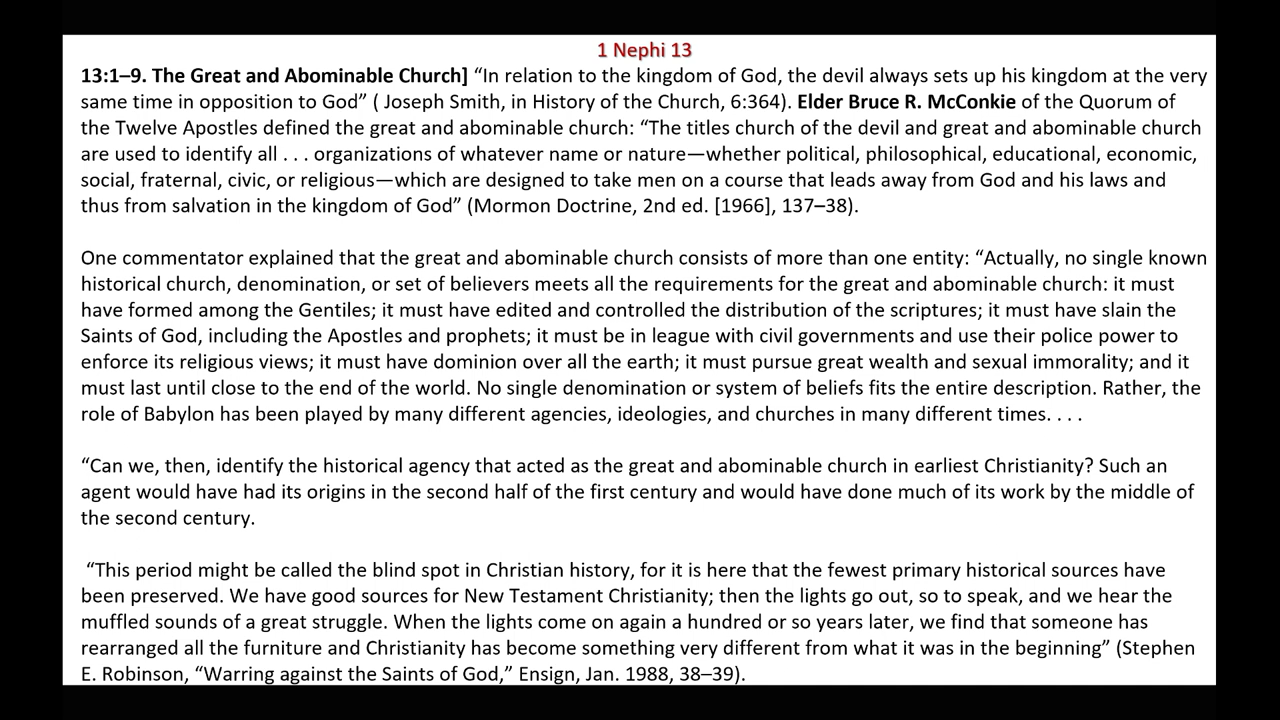 1 Nephi 13
13:1–9. The Great and Abominable Church] “In relation to the kingdom of God, the devil always sets up his kingdom at the very
same time in opposition to God” ( Joseph Smith, in History of the Church, 6:364). Elder Bruce R. McConkie of the Quorum of
the Twelve Apostles defined the great and abominable church: “The titles church of the devil and great and abominable church
are used to identify all . . . organizations of whatever name or nature—whether political, philosophical, educational, economic,
social, fraternal, civic, or religious—which are designed to take men on a course that leads away from God and his laws and
thus from salvation in the kingdom of God” (Mormon Doctrine, 2nd ed. [1966], 137–38).
One commentator explained that the great and abominable church consists of more than one entity: “Actually, no single known
historical church, denomination, or set of believers meets all the requirements for the great and abominable church: it must
have formed among the Gentiles; it must have edited and controlled the distribution of the scriptures; it must have slain the
Saints of God, including the Apostles and prophets; it must be in league with civil governments and use their police power to
enforce its religious views; it must have dominion over all the earth; it must pursue great wealth and sexual immorality; and it
must last until close to the end of the world. No single denomination or system of beliefs fits the entire description. Rather, the
role of Babylon has been played by many different agencies, ideologies, and churches in many different times. . . .
“Can we, then, identify the historical agency that acted as the great and abominable church in earliest Christianity? Such an
agent would have had its origins in the second half of the first century and would have done much of its work by the middle of
the second century.
“This period might be called the blind spot in Christian history, for it is here that the fewest primary historical sources have
been preserved. We have good sources for New Testament Christianity; then the lights go out, so to speak, and we hear the
muffled sounds of a great struggle. When the lights come on again a hundred or so years later, we find that someone has
rearranged all the furniture and Christianity has become something very different from what it was in the beginning” (Stephen
E. Robinson, “Warring against the Saints of God,” Ensign, Jan. 1988, 38–39).